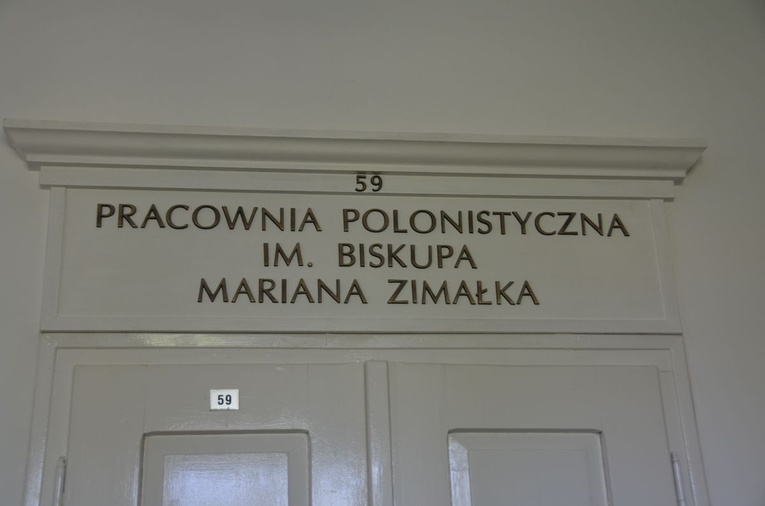 59
PRACOWNIA POLONISTYCZNA
IM. BISKUPA
MARIANA ZIMAŁKA
59